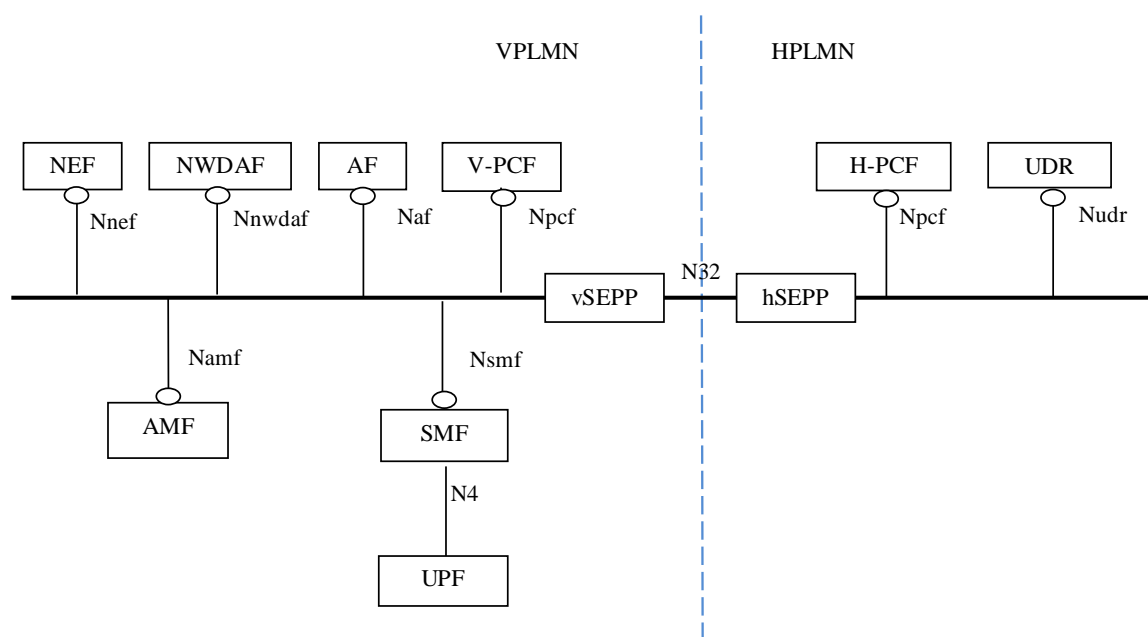 VPLMN
HPLMN
NEF
NWDAF
AF
V-PCF
H-PCF
UDR
Nnef
Nnwdaf
Naf
Npcf
Npcf
Nudr
N32
vSEPP
hSEPP
Namf
Nsmf
AMF
SMF
N4
UPF